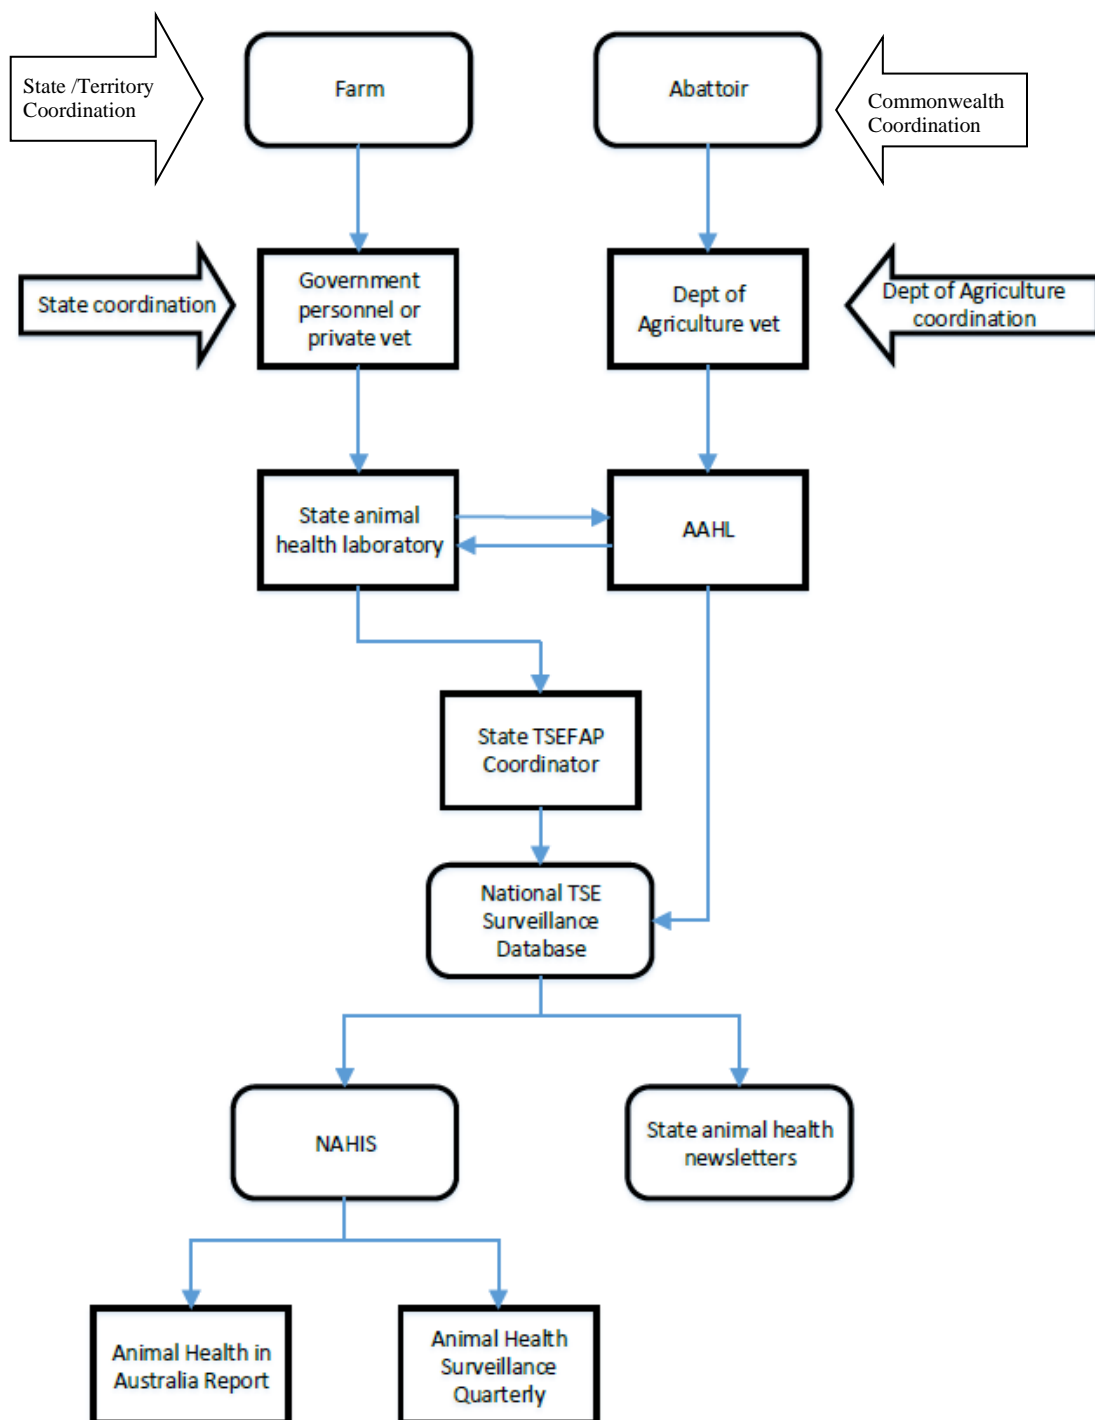 State /Territory
Coordination
Farm
Abattoir
Commonwealth
Coordination
State coordination
Government
personnel or
private vet
Dept of
Agriculture vet
Dept of Agriculture
coordination
State animal
health laboratory
AAHL
State TSEFAP
Coordinator
National TSE
Surveillance
Database
NAHIS
State animal health
newsletters
Animal Health in
Australia Report
Animal Health
Surveillance
Quarterly